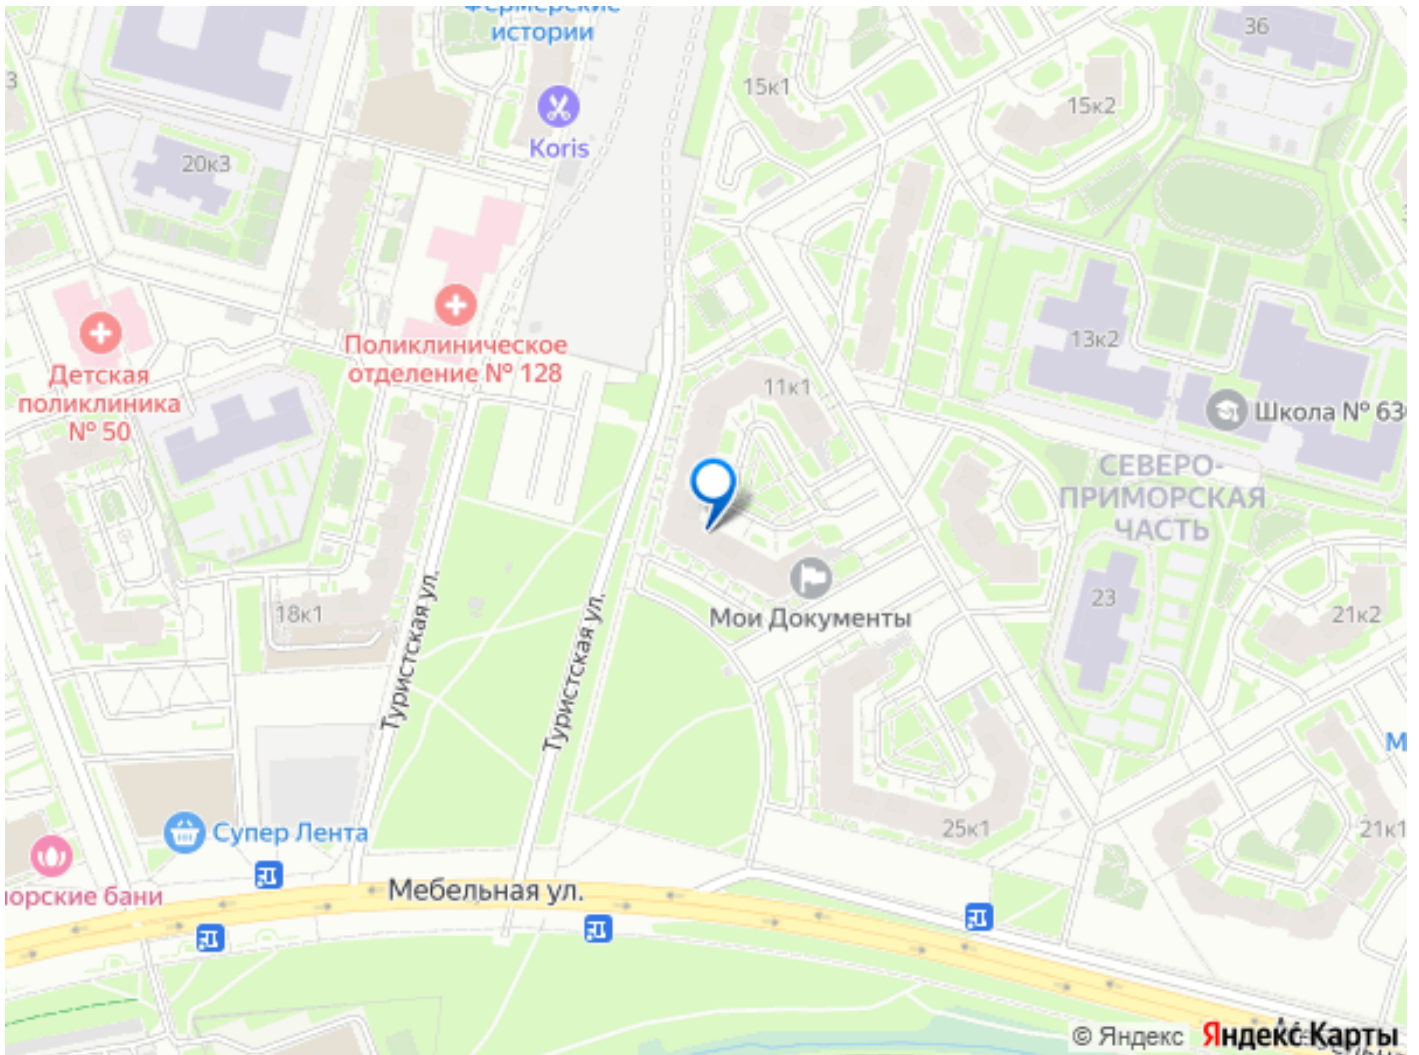 Фермерские
истории
36
15к1
15к2
Koris
20к3
Поликлиническое
отделение № 128
Детская
поликлиника
№ 50
13к2
11к1
Школа № 63
СЕВЕРО-
ПРИМОРСКАЯ
ЧАСТЬ
Мои Документы
23
18к1
21к2
Туристская ул.
Туристская ул.
25к1
21к1
Супер Лента
орские бани
Мебельная ул.
© Яндекс
Яндекс Карты